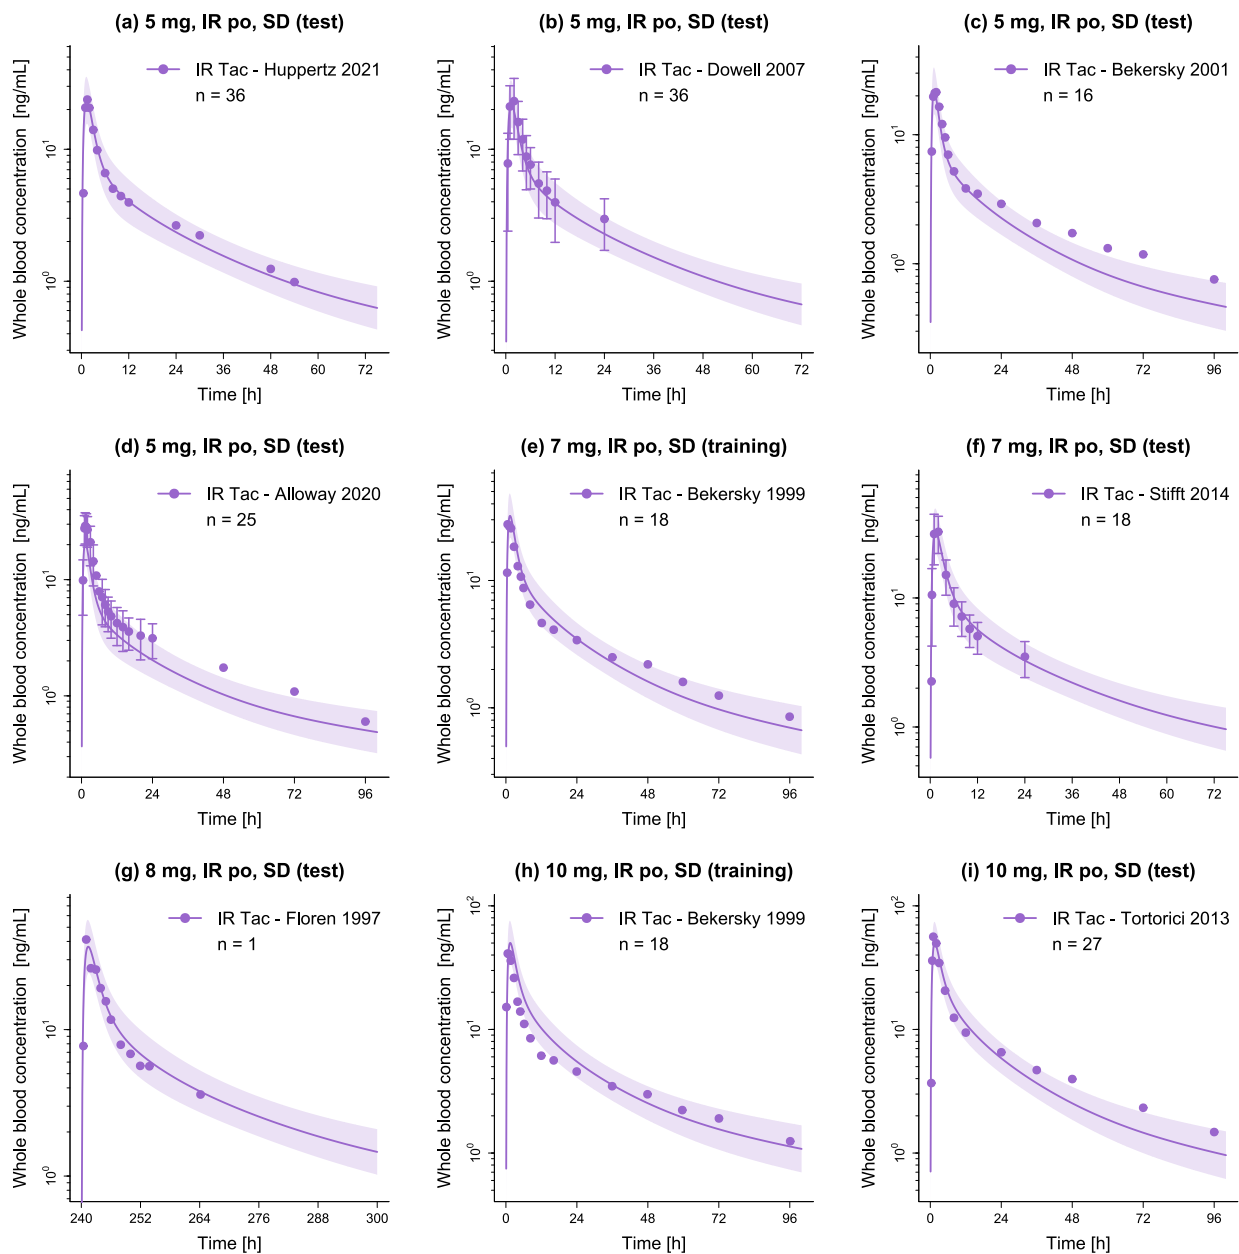 (a) 5 mg, IR po, SD (test)
IR Tac - Huppertz 2021
n = 36
Whole blood concentration [ng/mL]
10¹
10⁰
0 12 24 36 48 60 72
Time [h]
(b) 5 mg, IR po, SD (test)
IR Tac - Dowell 2007
n = 36
Whole blood concentration [ng/mL]
10¹
10⁰
0 12 24 36 48 60 72
Time [h]
(c) 5 mg, IR po, SD (test)
IR Tac - Bekersky 2001
n = 16
Whole blood concentration [ng/mL]
10¹
10⁰
0 12 24 36 48 60 72 84 96
Time [h]
(d) 5 mg, IR po, SD (test)
IR Tac - Alloway 2020
n = 25
Whole blood concentration [ng/mL]
10¹
10⁰
0 24 48 72 96
Time [h]
(e) 7 mg, IR po, SD (training)
IR Tac - Bekersky 1999
n = 18
Whole blood concentration [ng/mL]
10¹
10⁰
0 24 48 72 96
Time [h]
(f) 7 mg, IR po, SD (test)
IR Tac - Stifft 2014
n = 18
Whole blood concentration [ng/mL]
10¹
10⁰
0 12 24 36 48 60 72
Time [h]
(g) 8 mg, IR po, SD (test)
IR Tac - Floren 1997
n = 1
Whole blood concentration [ng/mL]
10¹
10⁰
240 252 264 276 288 300
Time [h]
(h) 10 mg, IR po, SD (training)
IR Tac - Bekersky 1999
n = 18
Whole blood concentration [ng/mL]
10²
10¹
10⁰
0 24 48 72 96
Time [h]
(i) 10 mg, IR po, SD (test)
IR Tac - Tortorici 2013
n = 27
Whole blood concentration [ng/mL]
10²
10¹
10⁰
0 24 48 72 96
Time [h]